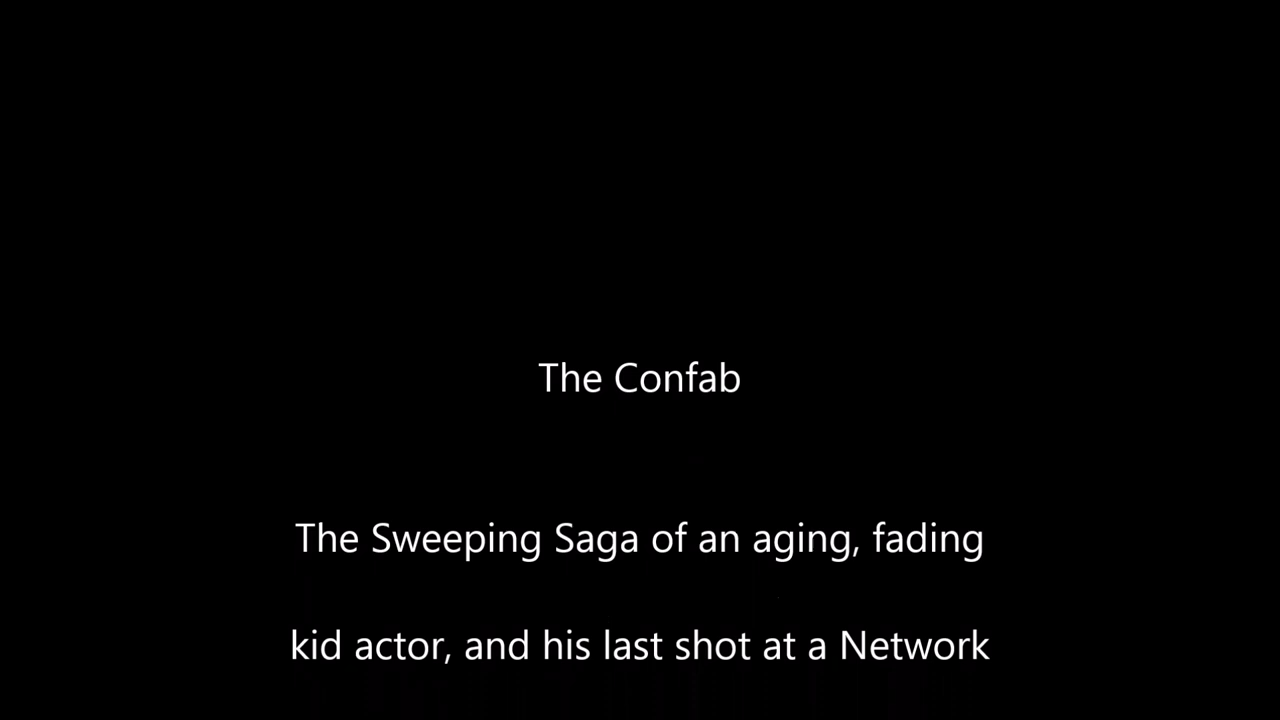 The Confab
The Sweeping Saga of an aging, fading
kid actor, and his last shot at a Network